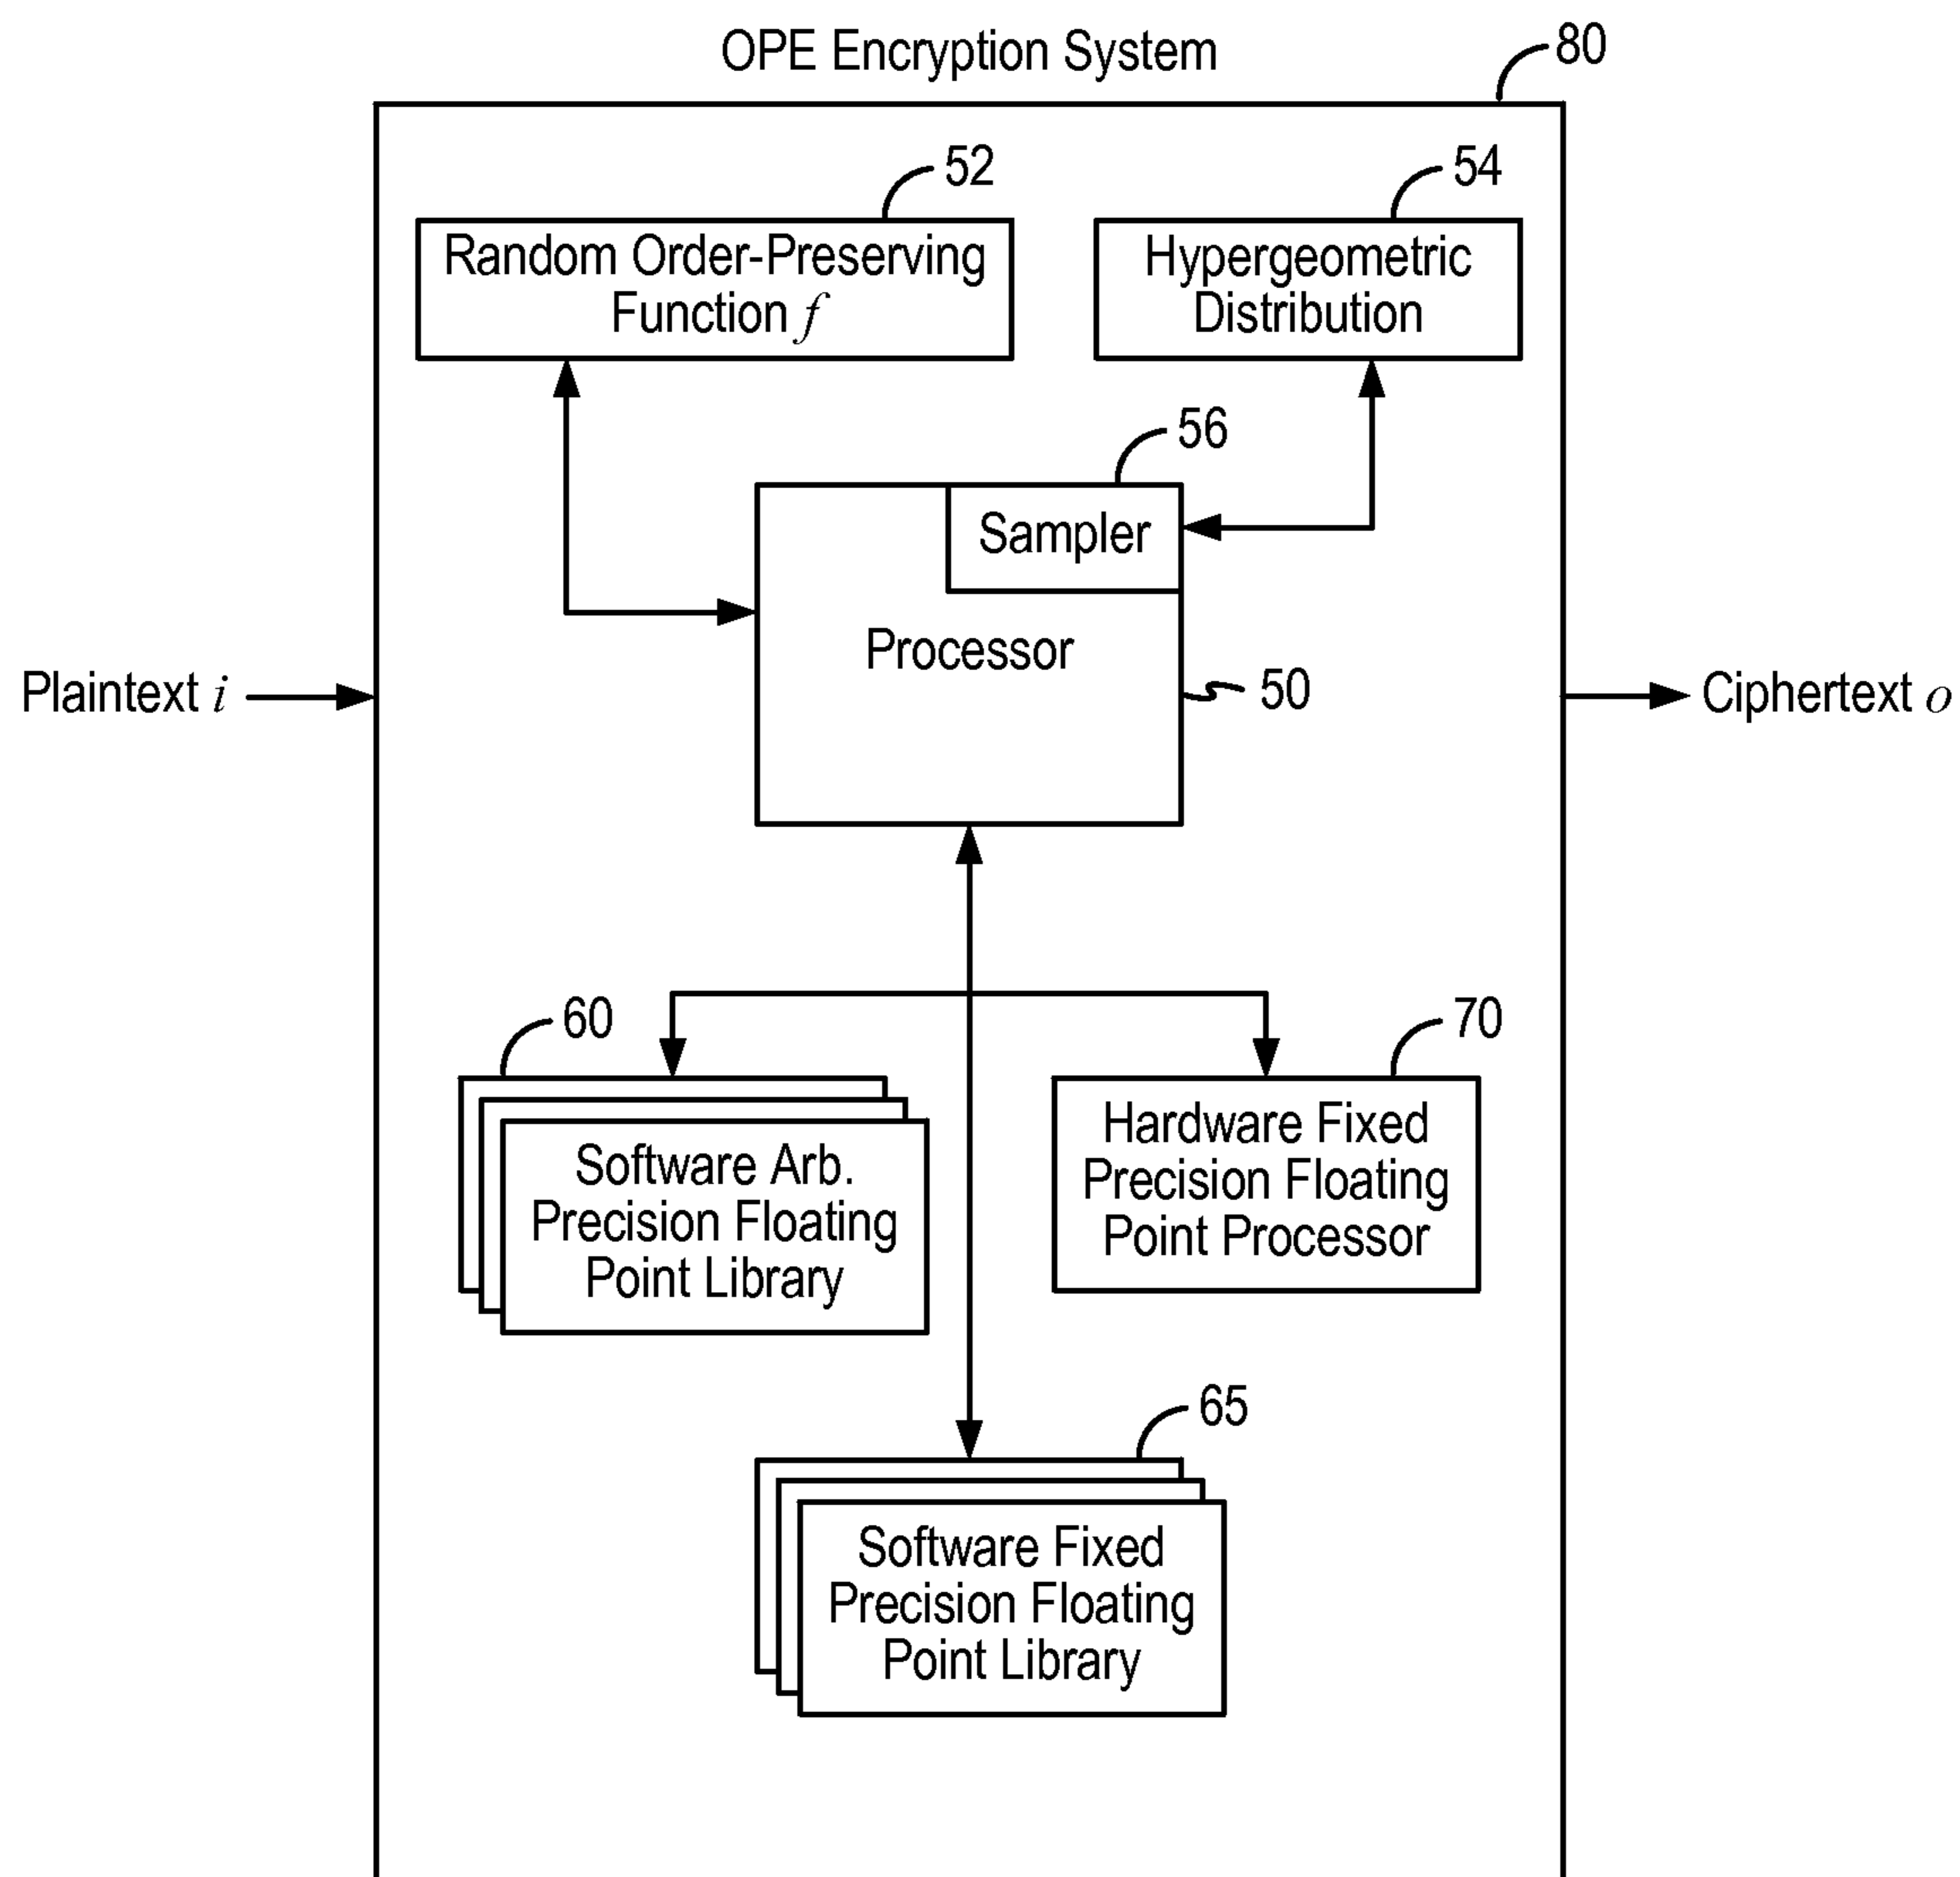 OPE Encryption System
80
52
54
Random Order-Preserving
Function f
Hypergeometric
Distribution
56
Sampler
Processor
50
Plaintext i
Ciphertext o
60
70
Software Arb.
Precision Floating
Point Library
Hardware Fixed
Precision Floating
Point Processor
65
Software Fixed
Precision Floating
Point Library